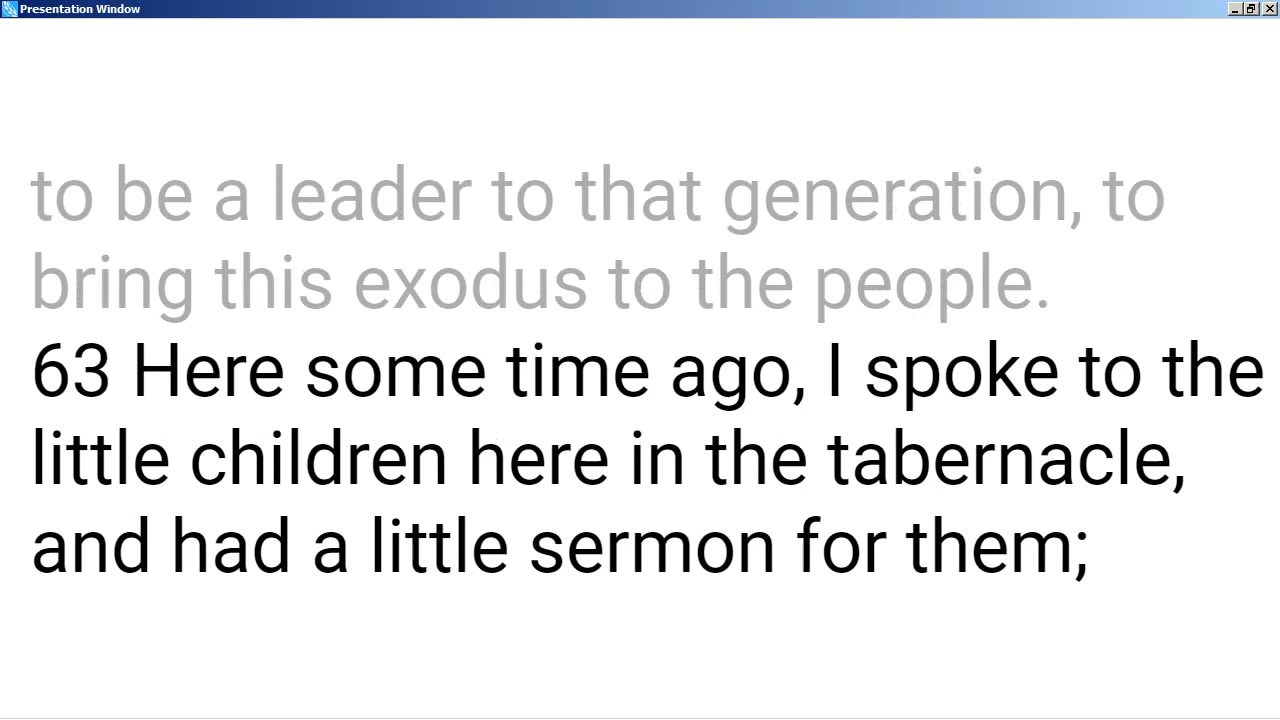 Presentation Window
to be a leader to that generation, to
bring this exodus to the people.
63 Here some time ago, I spoke to the
little children here in the tabernacle,
and had a little sermon for them;